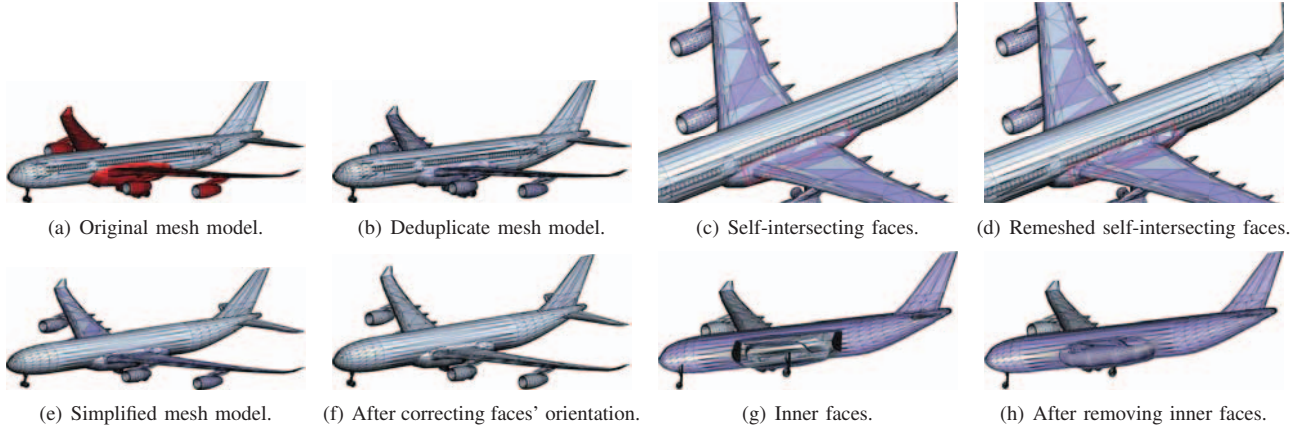 (a) Original mesh model.
(b) Deduplicate mesh model.
(c) Self-intersecting faces.
(d) Remeshed self-intersecting faces.
(e) Simplified mesh model.
(f) After correcting faces' orientation.
(g) Inner faces.
(h) After removing inner faces.